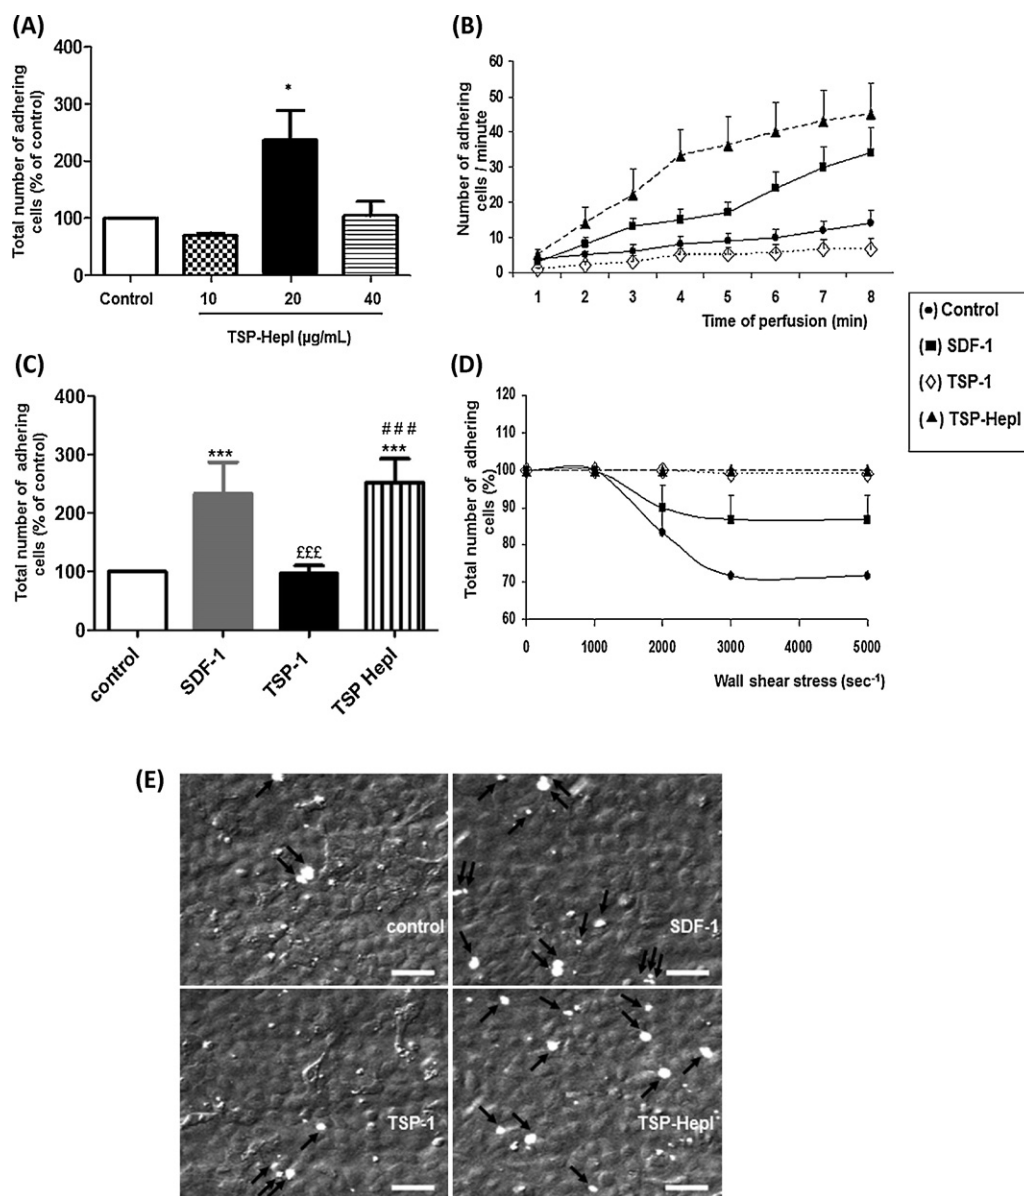 (A)
Total number of adhering
cells (% of control)
400
300
200
100
0
*
Control
10
20
40
TSP-HepI (µg/mL)
(B)
Number of adhering
cells / minute
60
50
40
30
20
10
0
1
2
3
4
5
6
7
8
Time of perfusion (min)
(●) Control
(■) SDF-1
(◇) TSP-1
(▲) TSP-HepI
(C)
Total number of adhering
cells (% of control)
400
300
200
100
0
***
£££
###
***
control
SDF-1
TSP-1
TSP HepI
(D)
Total number of adhering
cells (%)
120
110
100
90
80
70
60
0
1000
2000
3000
4000
5000
Wall shear stress (sec⁻¹)
(E)
control
SDF-1
TSP-1
TSP-HepI